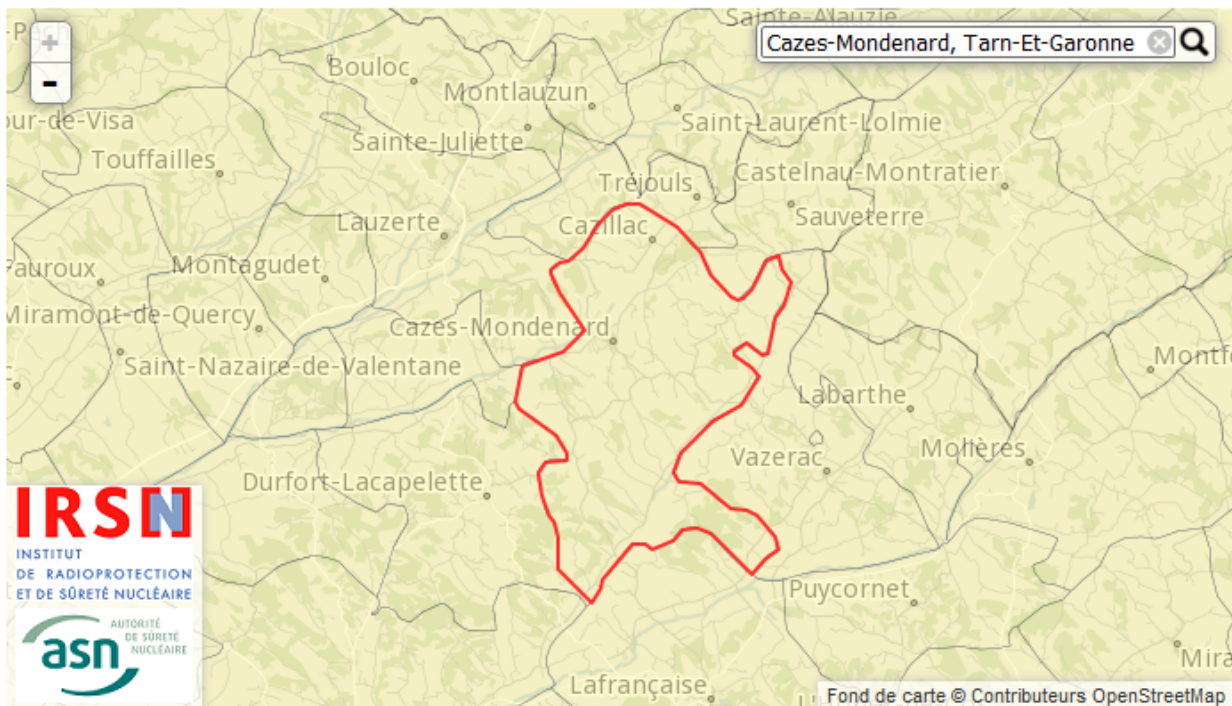 Sainte-Alauzie
Cazes-Mondenard, Tarn-Et-Garonne
+
-
Bouloc
Montlauzun
our-de-Visa
Saint-Laurent-Lolmie
Sainte-Juliette
Touffailles
Castelnau-Montratier
Tréjouls
Sauveterre
Lauzerte
Cazillac
Fauroux
Montagudet
Miramont-de-Quercy
Cazes-Mondenard
Saint-Nazaire-de-Valentane
Montf
Labarthe
Molières
Vazerac
Durfort-Lacapelette
IRSN
INSTITUT
DE RADIOPROTECTION
ET DE SÛRETÉ NUCLÉAIRE
Puycornet
asn
AUTORITÉ
DE SÛRETÉ
NUCLÉAIRE
Mira
Lafrançaise
Fond de carte © Contributeurs OpenStreetMap